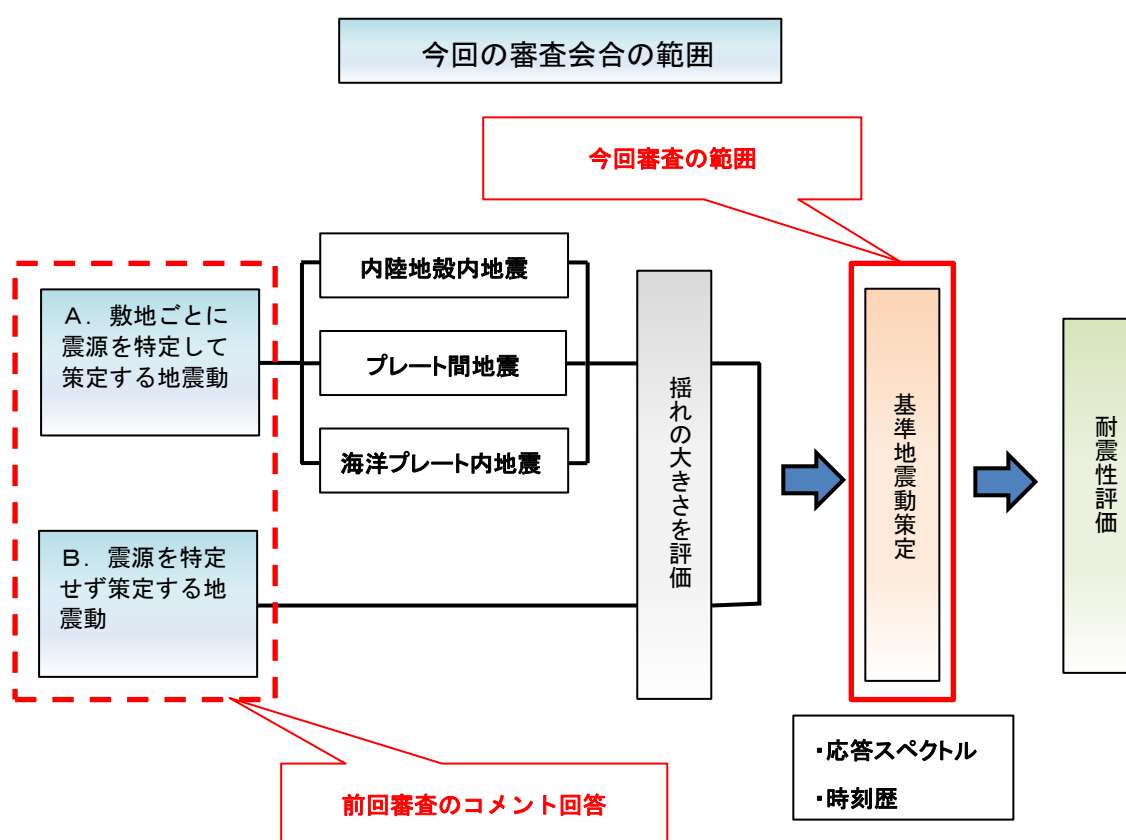 今回の審査会合の範囲
今回審査の範囲
内陸地殻内地震
A．敷地ごとに
震源を特定して
策定する地震動
プレート間地震
海洋プレート内地震
B．震源を特定
せず策定する地
震動
揺れの大きさを評価
基準地震動策定
耐震性評価
・応答スペクトル
・時刻歴
前回審査のコメント回答